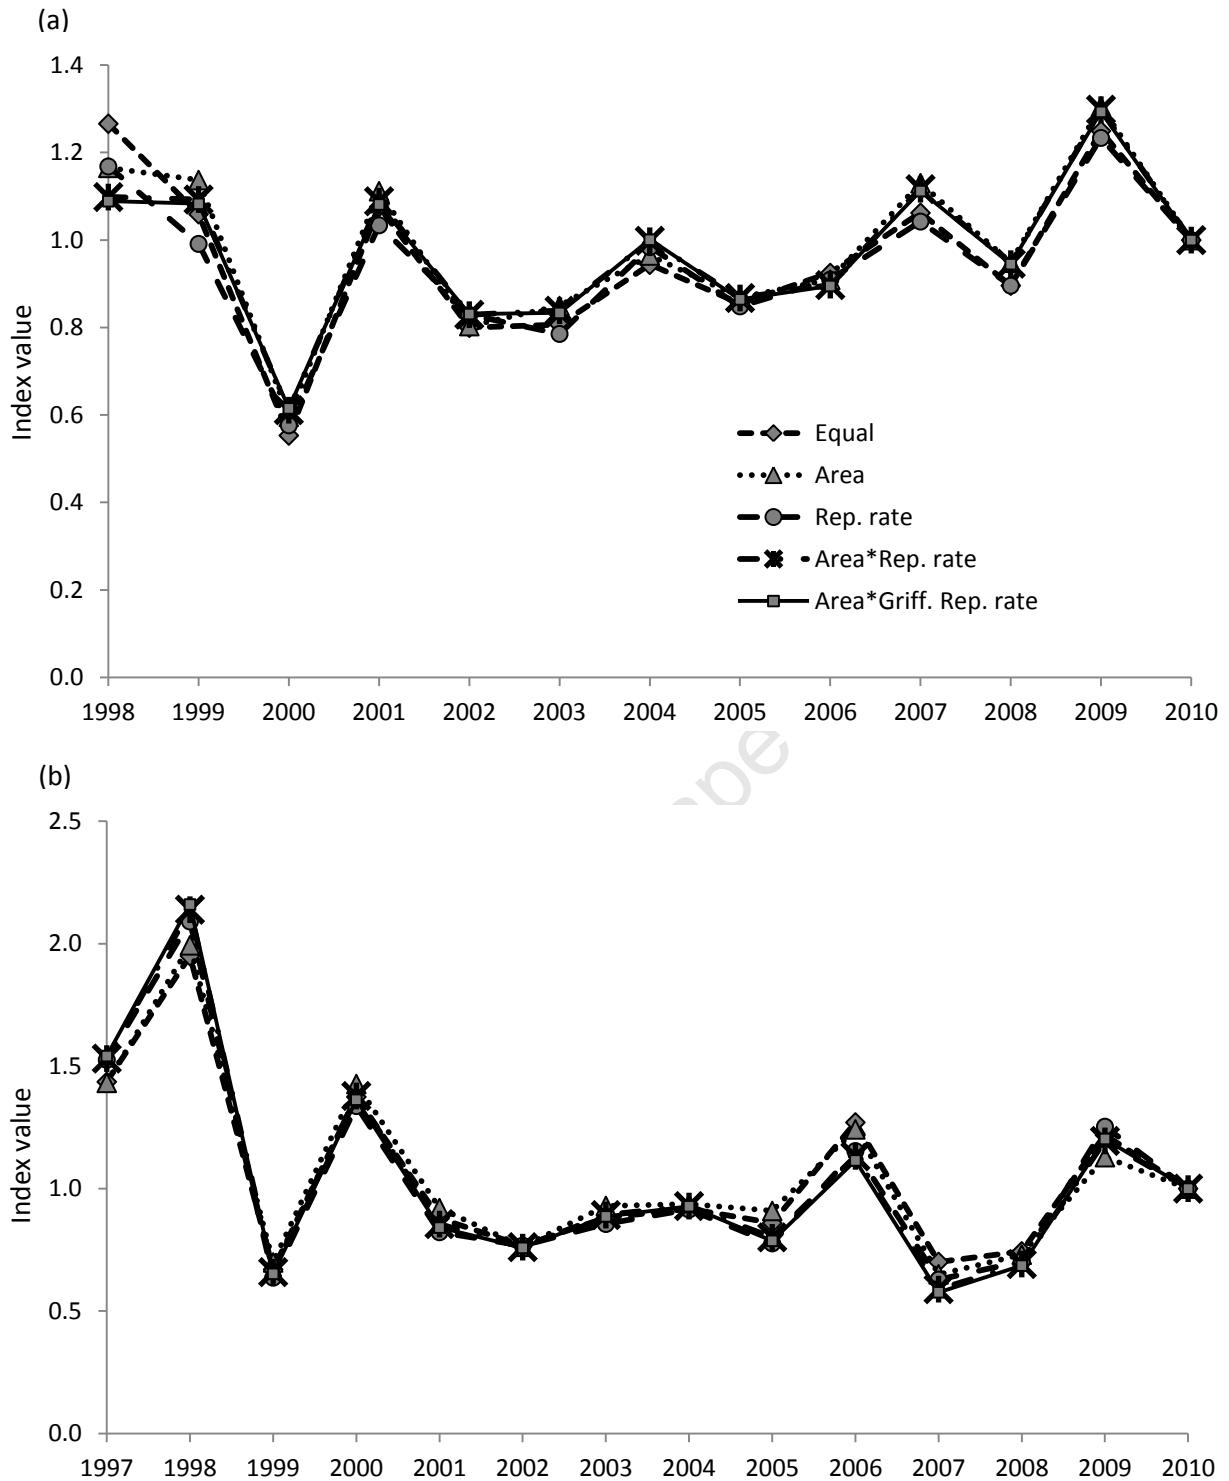 (a)
1.4
1.2
1.0
0.8
0.6
0.4
0.2
0.0
Index value
Equal
Area
Rep. rate
Area*Rep. rate
Area*Griff. Rep. rate
1998 1999 2000 2001 2002 2003 2004 2005 2006 2007 2008 2009 2010
(b)
2.5
2.0
1.5
1.0
0.5
0.0
Index value
1997 1998 1999 2000 2001 2002 2003 2004 2005 2006 2007 2008 2009 2010